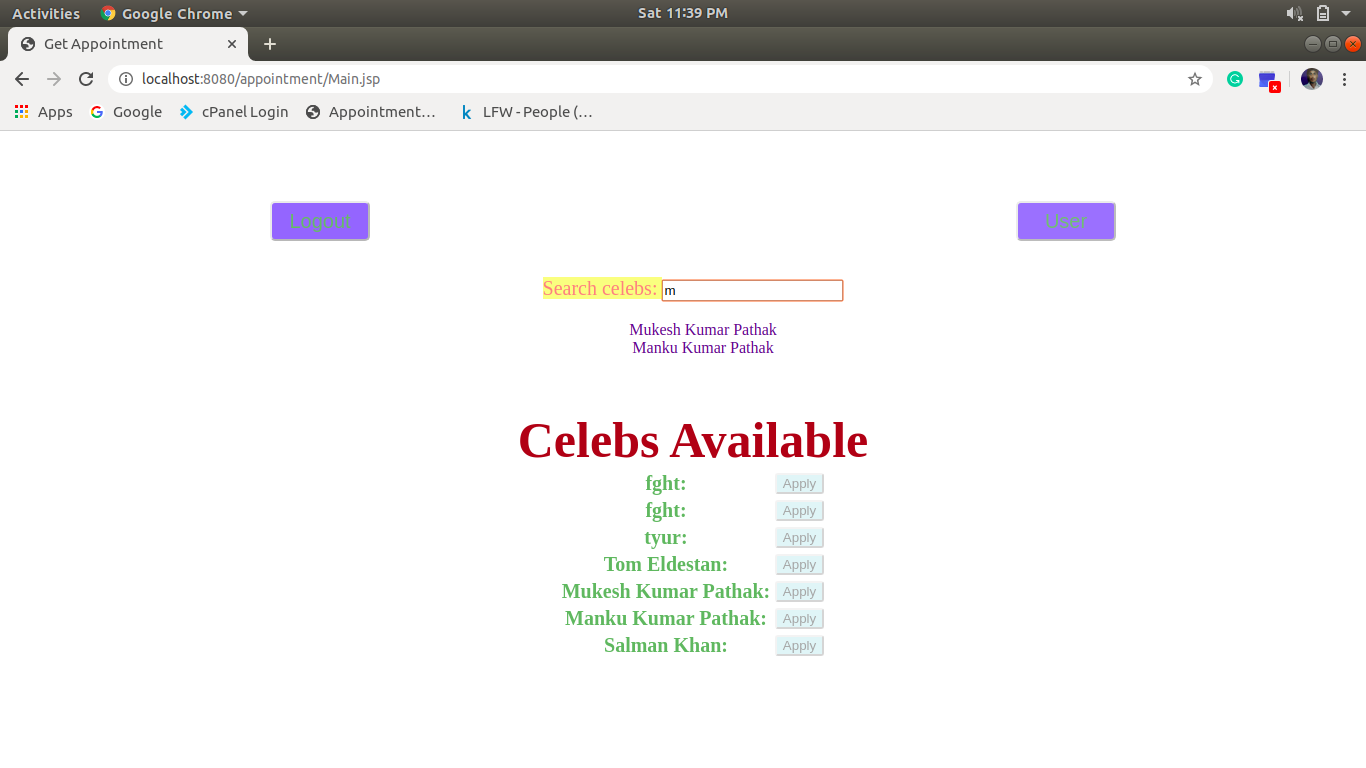 Activities Google Chrome Sat 11:39 PM
Get Appointment
localhost:8080/appointment/Main.jsp
Apps Google cPanel Login Appointment… k LFW - People (…
Logout User
Search celebs: m
Mukesh Kumar Pathak
Manku Kumar Pathak
Celebs Available
fght: Apply
fght: Apply
tyur: Apply
Tom Eldestan: Apply
Mukesh Kumar Pathak: Apply
Manku Kumar Pathak: Apply
Salman Khan: Apply